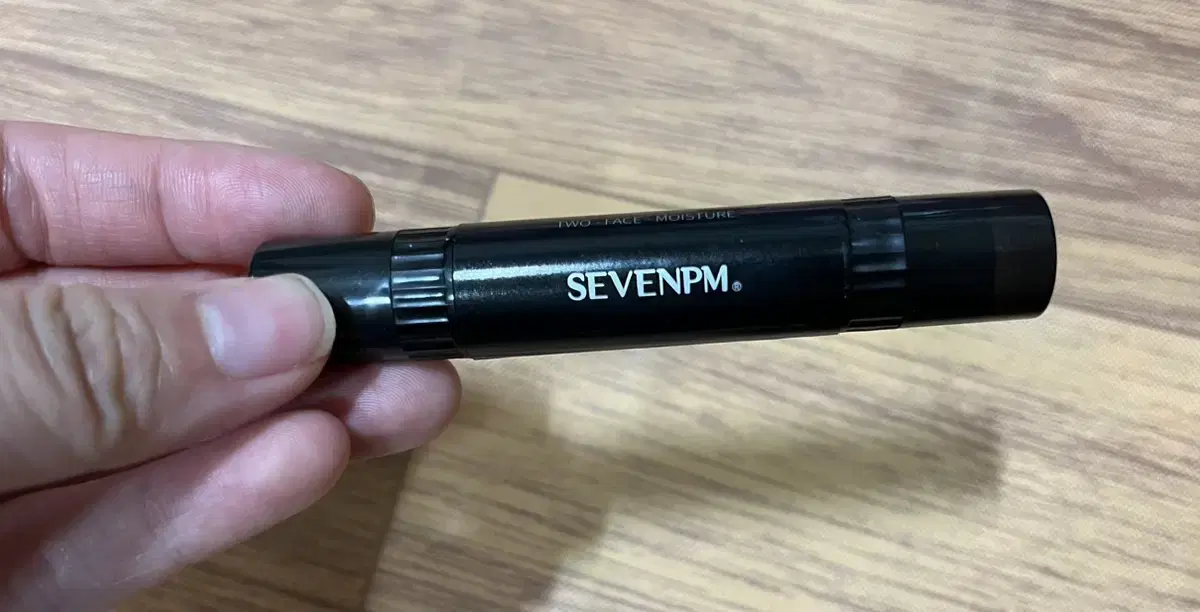 TWO · FACE · MOISTURE
SEVENPM®